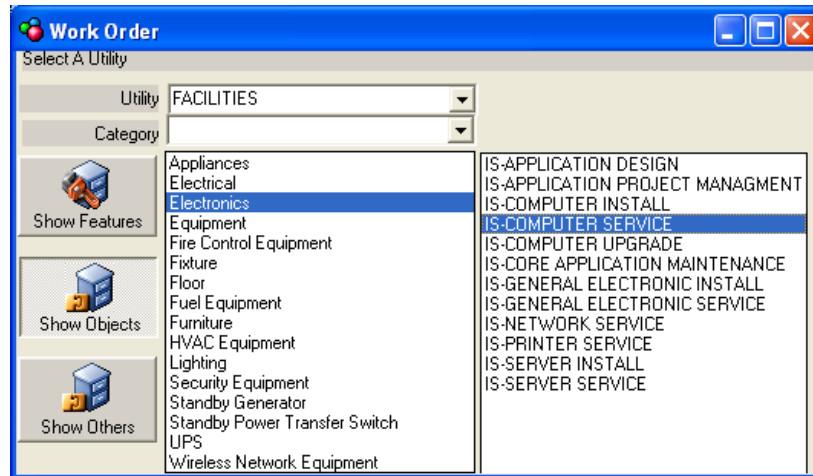 Work Order
Select A Utility
Utility FACILITIES
Category
Show Features
Show Objects
Show Others
Appliances
Electrical
Electronics
Equipment
Fire Control Equipment
Fixture
Floor
Fuel Equipment
Furniture
HVAC Equipment
Lighting
Security Equipment
Standby Generator
Standby Power Transfer Switch
UPS
Wireless Network Equipment
IS-APPLICATION DESIGN
IS-APPLICATION PROJECT MANAGMENT
IS-COMPUTER INSTALL
IS-COMPUTER SERVICE
IS-COMPUTER UPGRADE
IS-CORE APPLICATION MAINTENANCE
IS-GENERAL ELECTRONIC INSTALL
IS-GENERAL ELECTRONIC SERVICE
IS-NETWORK SERVICE
IS-PRINTER SERVICE
IS-SERVER INSTALL
IS-SERVER SERVICE